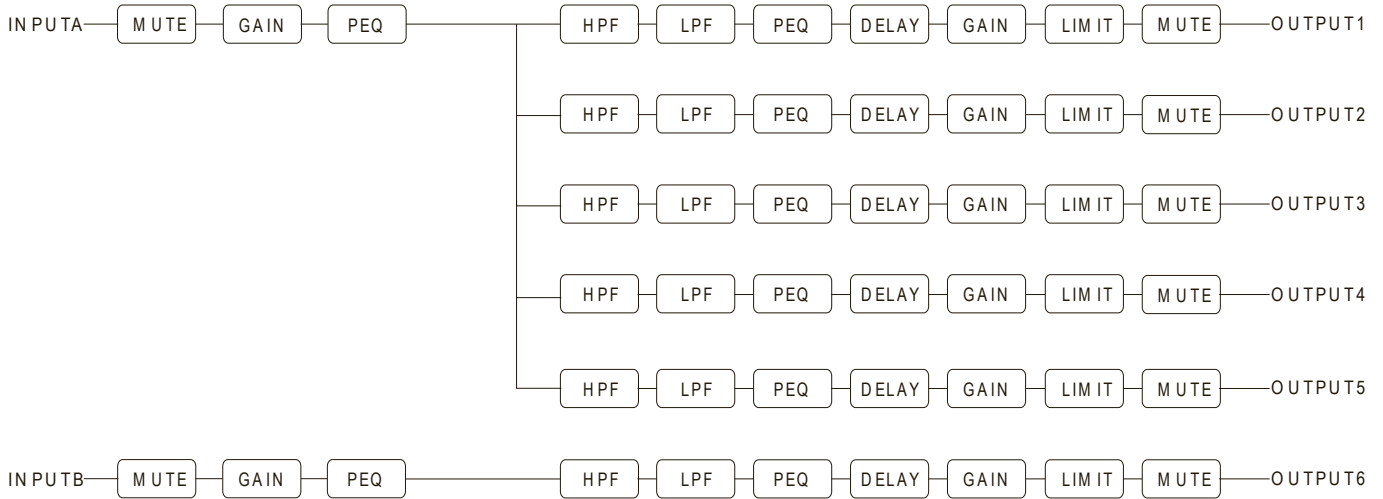 INPUTA MUTE GAIN PEQ HPF LPF PEQ DELAY GAIN LIMIT MUTE OUTPUT1
HPF LPF PEQ DELAY GAIN LIMIT MUTE OUTPUT2
HPF LPF PEQ DELAY GAIN LIMIT MUTE OUTPUT3
HPF LPF PEQ DELAY GAIN LIMIT MUTE OUTPUT4
HPF LPF PEQ DELAY GAIN LIMIT MUTE OUTPUT5
INPUTB MUTE GAIN PEQ HPF LPF PEQ DELAY GAIN LIMIT MUTE OUTPUT6